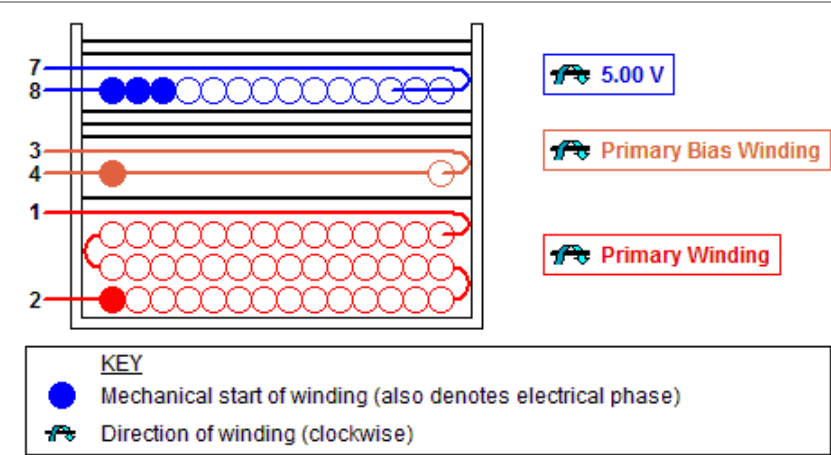 7
8
5.00 V
3
4
Primary Bias Winding
1
2
Primary Winding
KEY
Mechanical start of winding (also denotes electrical phase)
Direction of winding (clockwise)